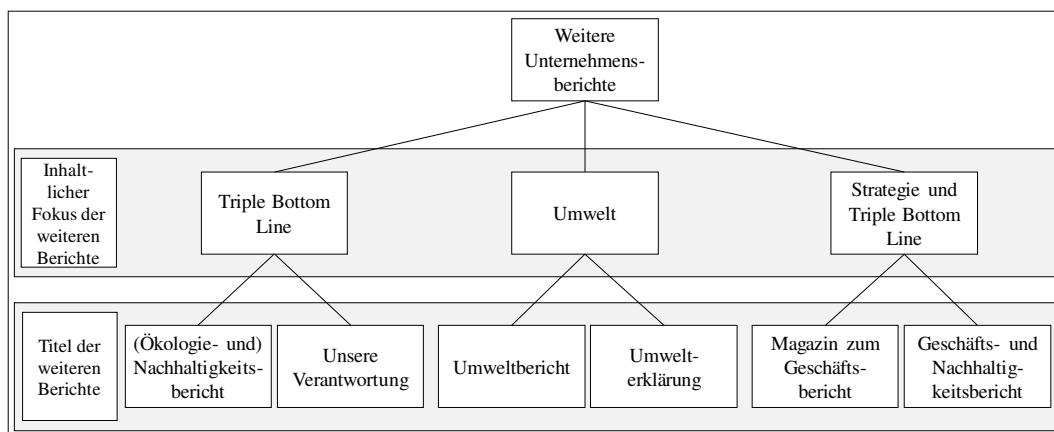 Weitere
Unternehmens-
berichte
Inhalt-
licher
Fokus der
weiteren
Berichte
Triple Bottom
Line
Umwelt
Strategie und
Triple Bottom
Line
Titel der
weiteren
Berichte
(Ökologie- und)
Nachhaltigkeits-
bericht
Unsere
Verantwortung
Umweltbericht
Umwelt-
erklärung
Magazin zum
Geschäfts-
bericht
Geschäfts- und
Nachhaltig-
keitsbericht